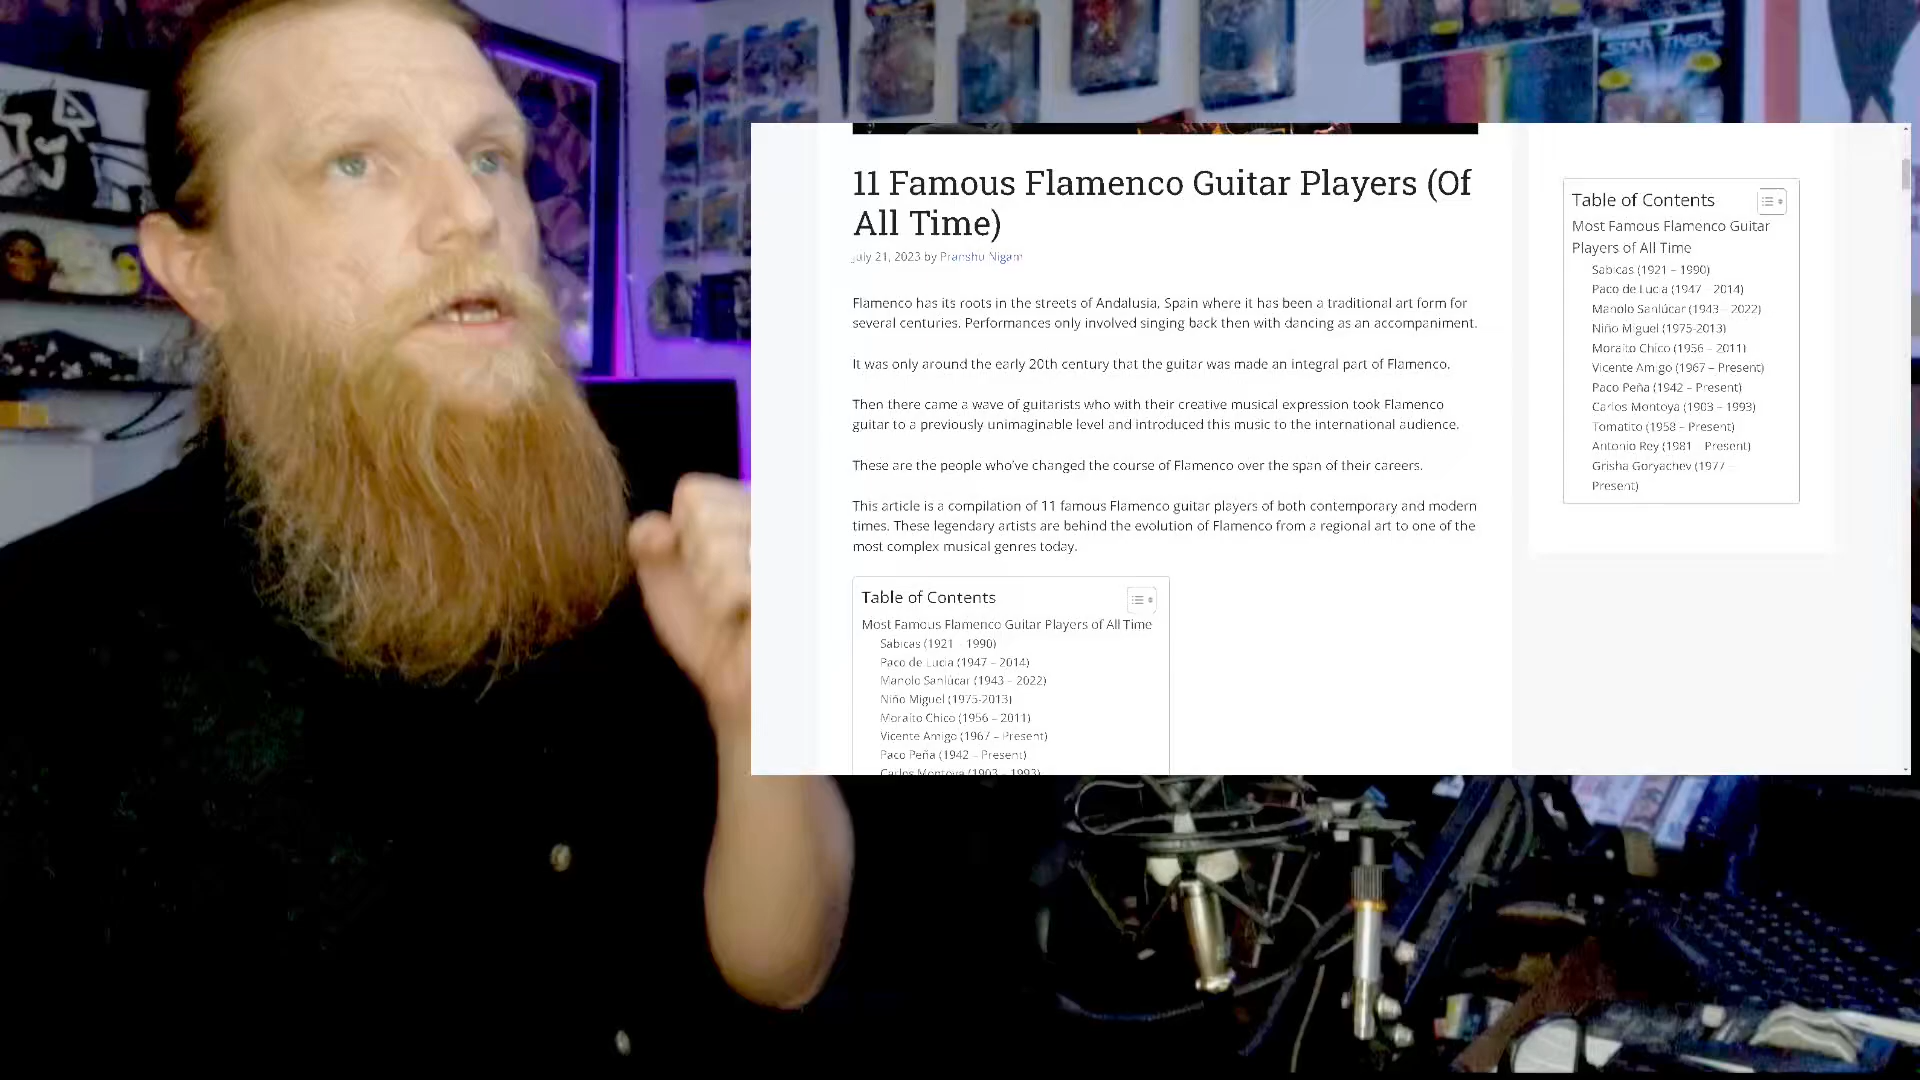 STAR TREK
11 Famous Flamenco Guitar Players (Of
All Time)
July 21, 2023 by Pranshu Nigam
Flamenco has its roots in the streets of Andalusia, Spain where it has been a traditional art form for
several centuries. Performances only involved singing back then with dancing as an accompaniment.
It was only around the early 20th century that the guitar was made an integral part of Flamenco.
Then there came a wave of guitarists who with their creative musical expression took Flamenco
guitar to a previously unimaginable level and introduced this music to the international audience.
These are the people who've changed the course of Flamenco over the span of their careers.
This article is a compilation of 11 famous Flamenco guitar players of both contemporary and modern
times. These legendary artists are behind the evolution of Flamenco from a regional art to one of the
most complex musical genres today.
Table of Contents
Most Famous Flamenco Guitar Players of All Time
Sabicas (1921 – 1990)
Paco de Lucia (1947 – 2014)
Manolo Sanlúcar (1943 – 2022)
Niño Miguel (1975-2013)
Moraíto Chico (1956 – 2011)
Vicente Amigo (1967 – Present)
Paco Peña (1942 – Present)
Carlos Montoya (1903 – 1993)
Table of Contents
Most Famous Flamenco Guitar
Players of All Time
Sabicas (1921 – 1990)
Paco de Lucia (1947 – 2014)
Manolo Sanlúcar (1943 – 2022)
Niño Miguel (1975-2013)
Moraíto Chico (1956 – 2011)
Vicente Amigo (1967 – Present)
Paco Peña (1942 – Present)
Carlos Montoya (1903 – 1993)
Tomatito (1958 – Present)
Antonio Rey (1981 – Present)
Grisha Goryachev (1977 –
Present)